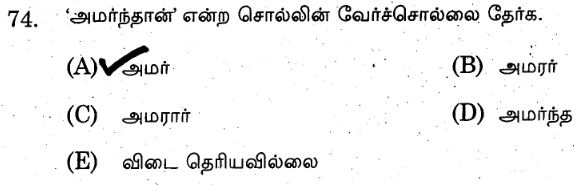 74. 'அமர்ந்தான்' என்ற சொல்லின் வேர்ச்சொல்லை தேர்க.
(A) அமர் (B) அமரர்
(C) அமரார் (D) அமர்ந்த
(E) விடை தெரியவில்லை